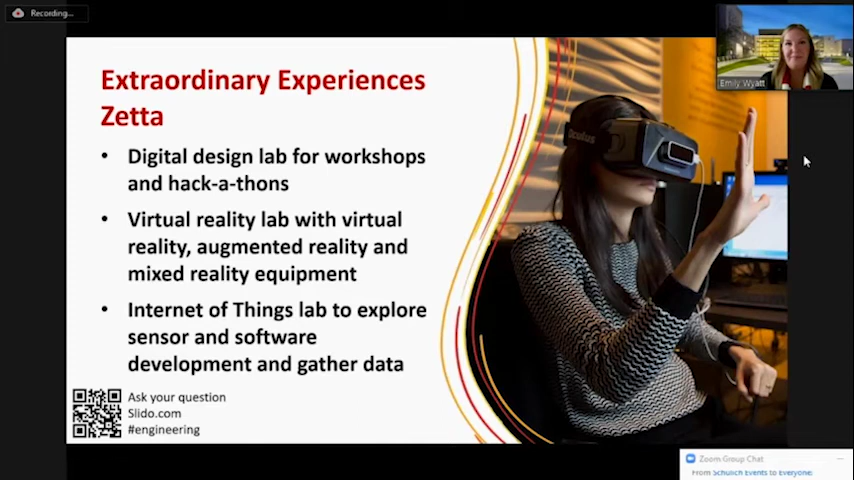 Recording...
Emily Wyatt
Extraordinary Experiences
Zetta
• Digital design lab for workshops
and hack-a-thons
• Virtual reality lab with virtual
reality, augmented reality and
mixed reality equipment
• Internet of Things lab to explore
sensor and software
development and gather data
oculus
Ask your question
Slido.com
#engineering
Zoom Group Chat
From Schulich Events to Everyone: